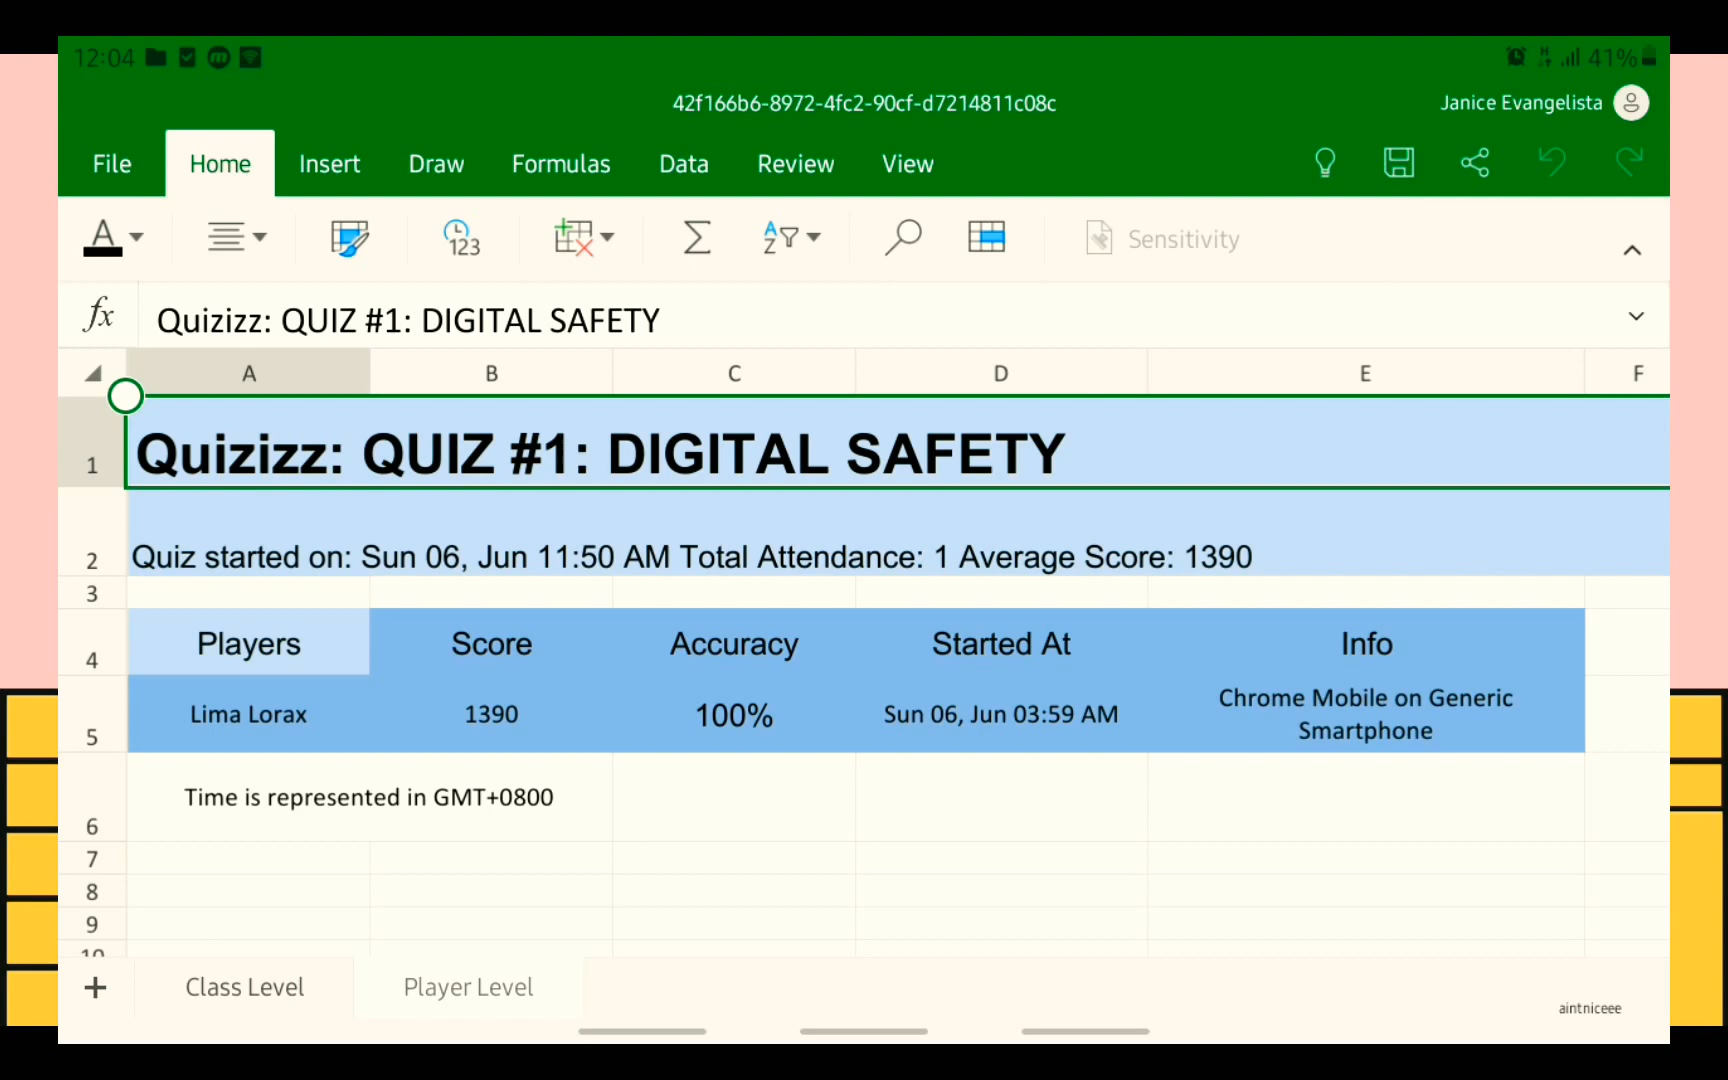 12:04
41%
42f166b6-8972-4fc2-90cf-d7214811c08c
Janice Evangelista
File Home Insert Draw Formulas Data Review View
A 123 A Z Sensitivity
fx Quizizz: QUIZ #1: DIGITAL SAFETY
A B C D E F
1 Quizizz: QUIZ #1: DIGITAL SAFETY
2 Quiz started on: Sun 06, Jun 11:50 AM Total Attendance: 1 Average Score: 1390
3
4 Players Score Accuracy Started At Info
5 Lima Lorax 1390 100% Sun 06, Jun 03:59 AM Chrome Mobile on Generic
Smartphone
6 Time is represented in GMT+0800
7
8
9
10
+ Class Level Player Level
aintniceee